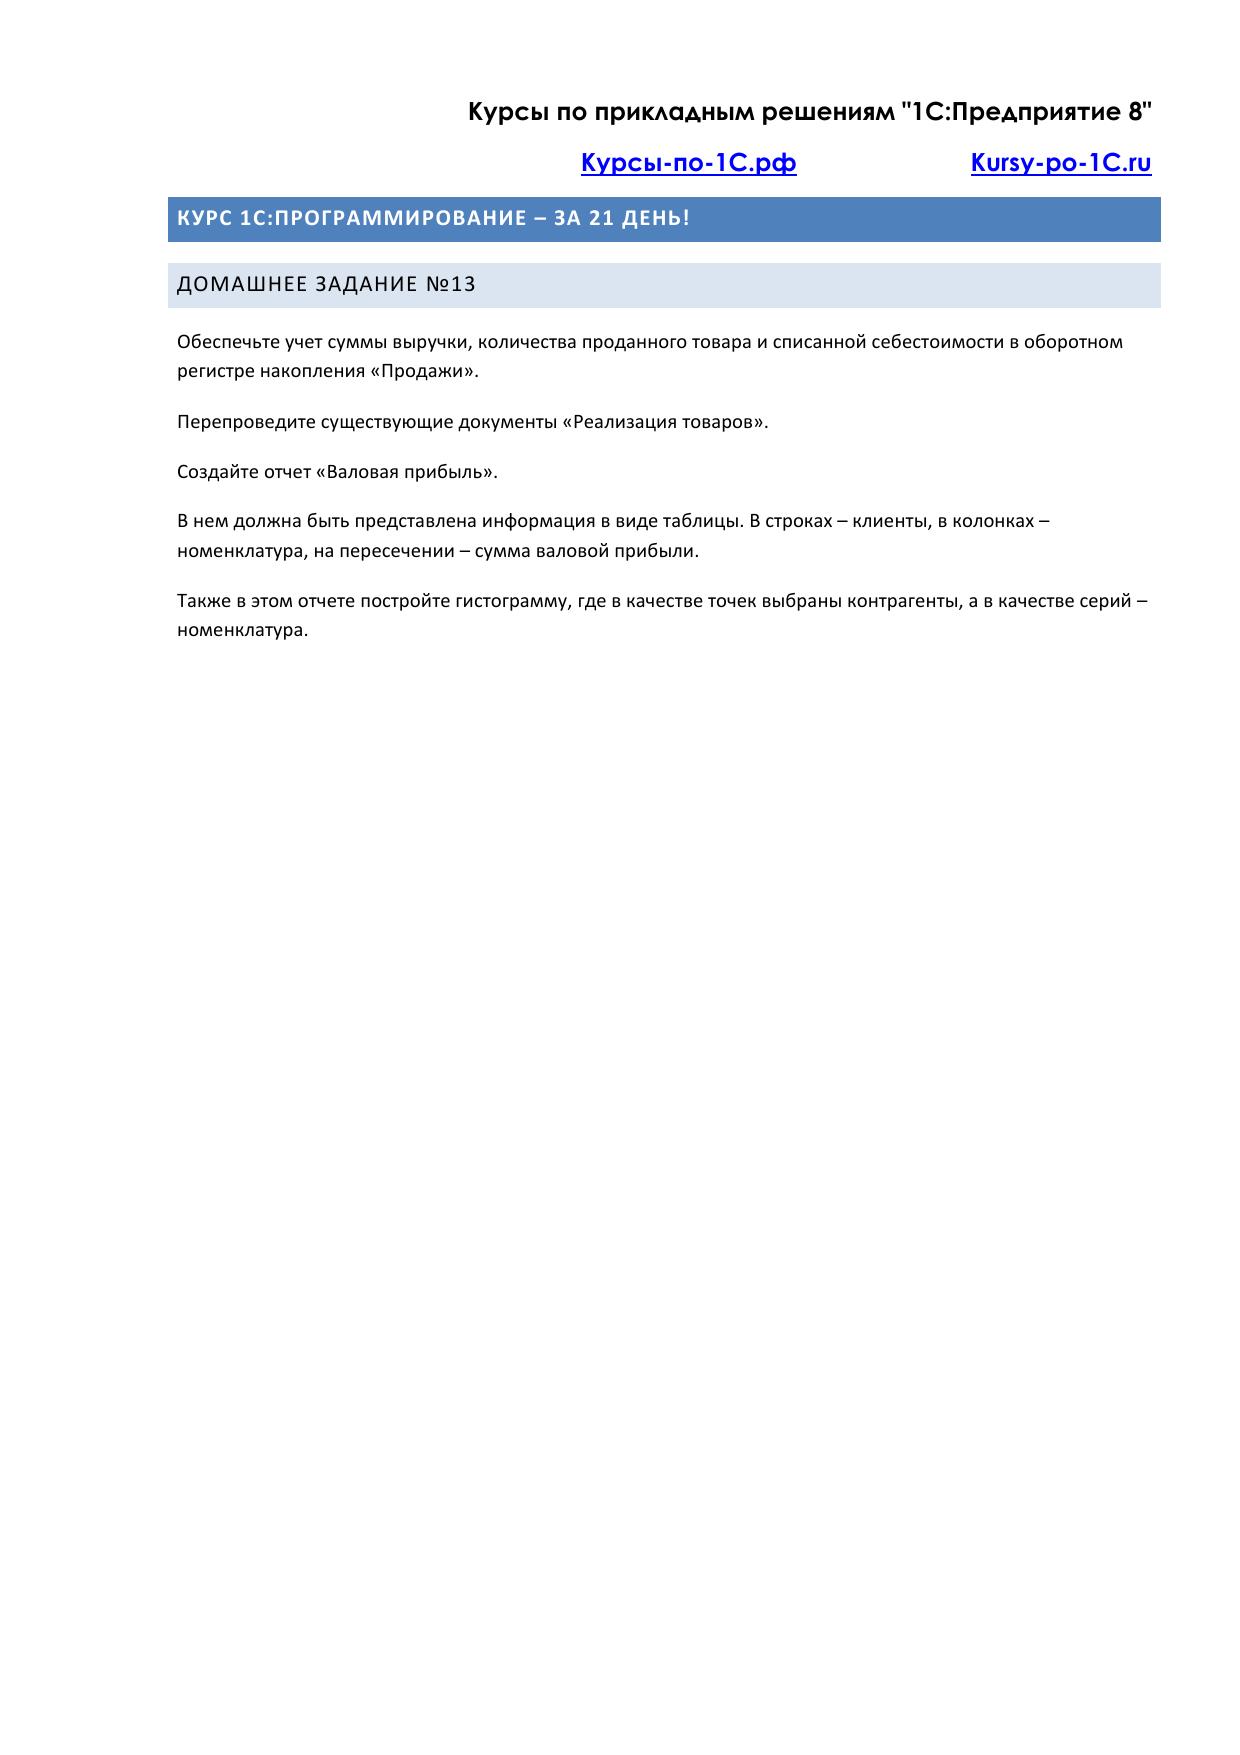 Курсы по прикладным решениям "1С:Предприятие 8"
Курсы-по-1С.рф Kursy-po-1C.ru
КУРС 1С:ПРОГРАММИРОВАНИЕ – ЗА 21 ДЕНЬ!
ДОМАШНЕЕ ЗАДАНИЕ №13
Обеспечьте учет суммы выручки, количества проданного товара и списанной себестоимости в оборотном
регистре накопления «Продажи».
Перепроведите существующие документы «Реализация товаров».
Создайте отчет «Валовая прибыль».
В нем должна быть представлена информация в виде таблицы. В строках – клиенты, в колонках –
номенклатура, на пересечении – сумма валовой прибыли.
Также в этом отчете постройте гистограмму, где в качестве точек выбраны контрагенты, а в качестве серий –
номенклатура.